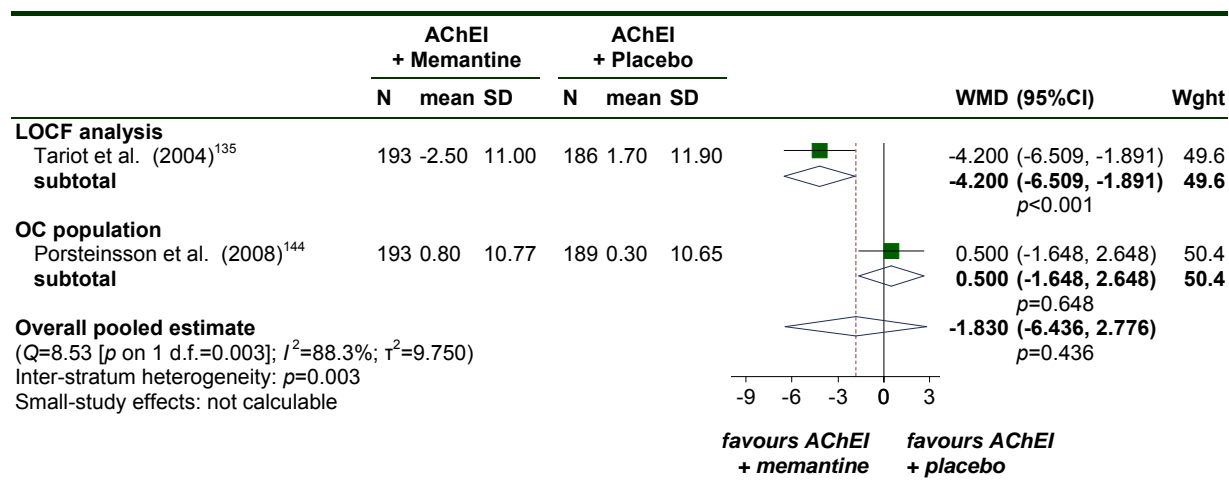 AChEI AChEI
+ Memantine + Placebo
N mean SD N mean SD WMD (95%CI) Wght
LOCF analysis
Tariot et al. (2004)135 193 -2.50 11.00 186 1.70 11.90 -4.200 (-6.509, -1.891) 49.6
subtotal -4.200 (-6.509, -1.891) 49.6
p<0.001
OC population
Porsteinsson et al. (2008)144 193 0.80 10.77 189 0.30 10.65 0.500 (-1.648, 2.648) 50.4
subtotal 0.500 (-1.648, 2.648) 50.4
p=0.648
Overall pooled estimate -1.830 (-6.436, 2.776)
(Q=8.53 [p on 1 d.f.=0.003]; I²=88.3%; τ²=9.750) p=0.436
Inter-stratum heterogeneity: p=0.003
Small-study effects: not calculable
-9 -6 -3 0 3
favours AChEI favours AChEI
+ memantine + placebo